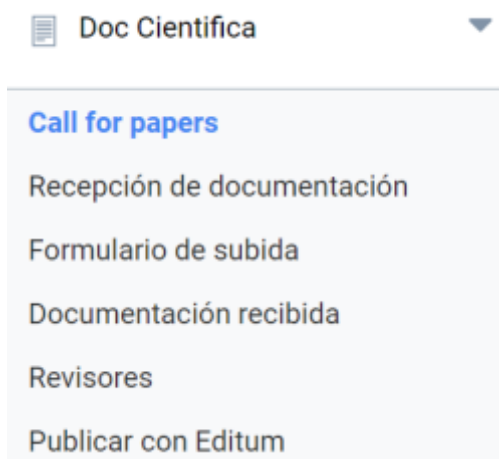 Doc Cientifica
Call for papers
Recepción de documentación
Formulario de subida
Documentación recibida
Revisores
Publicar con Editum